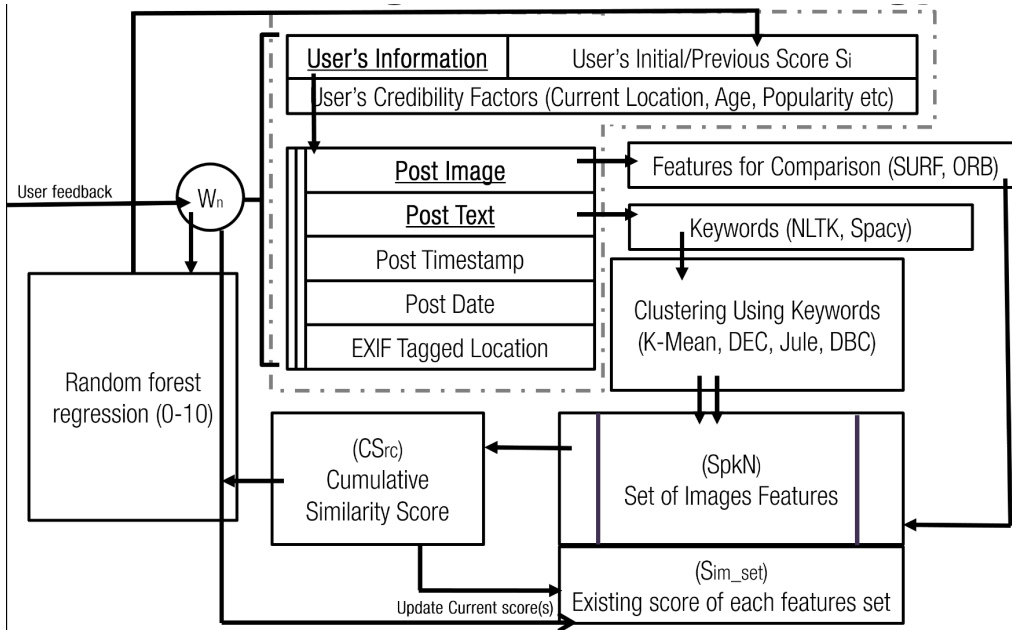 User's Information
User's Initial/Previous Score Si
User's Credibility Factors (Current Location, Age, Popularity etc)
Post Image
Features for Comparison (SURF, ORB)
User feedback
Wn
Post Text
Keywords (NLTK, Spacy)
Post Timestamp
Post Date
EXIF Tagged Location
Clustering Using Keywords
(K-Mean, DEC, Jule, DBC)
Random forest
regression (0-10)
(CSrc)
Cumulative
Similarity Score
(SpkN)
Set of Images Features
(Sim_set)
Existing score of each features set
Update Current score(s)